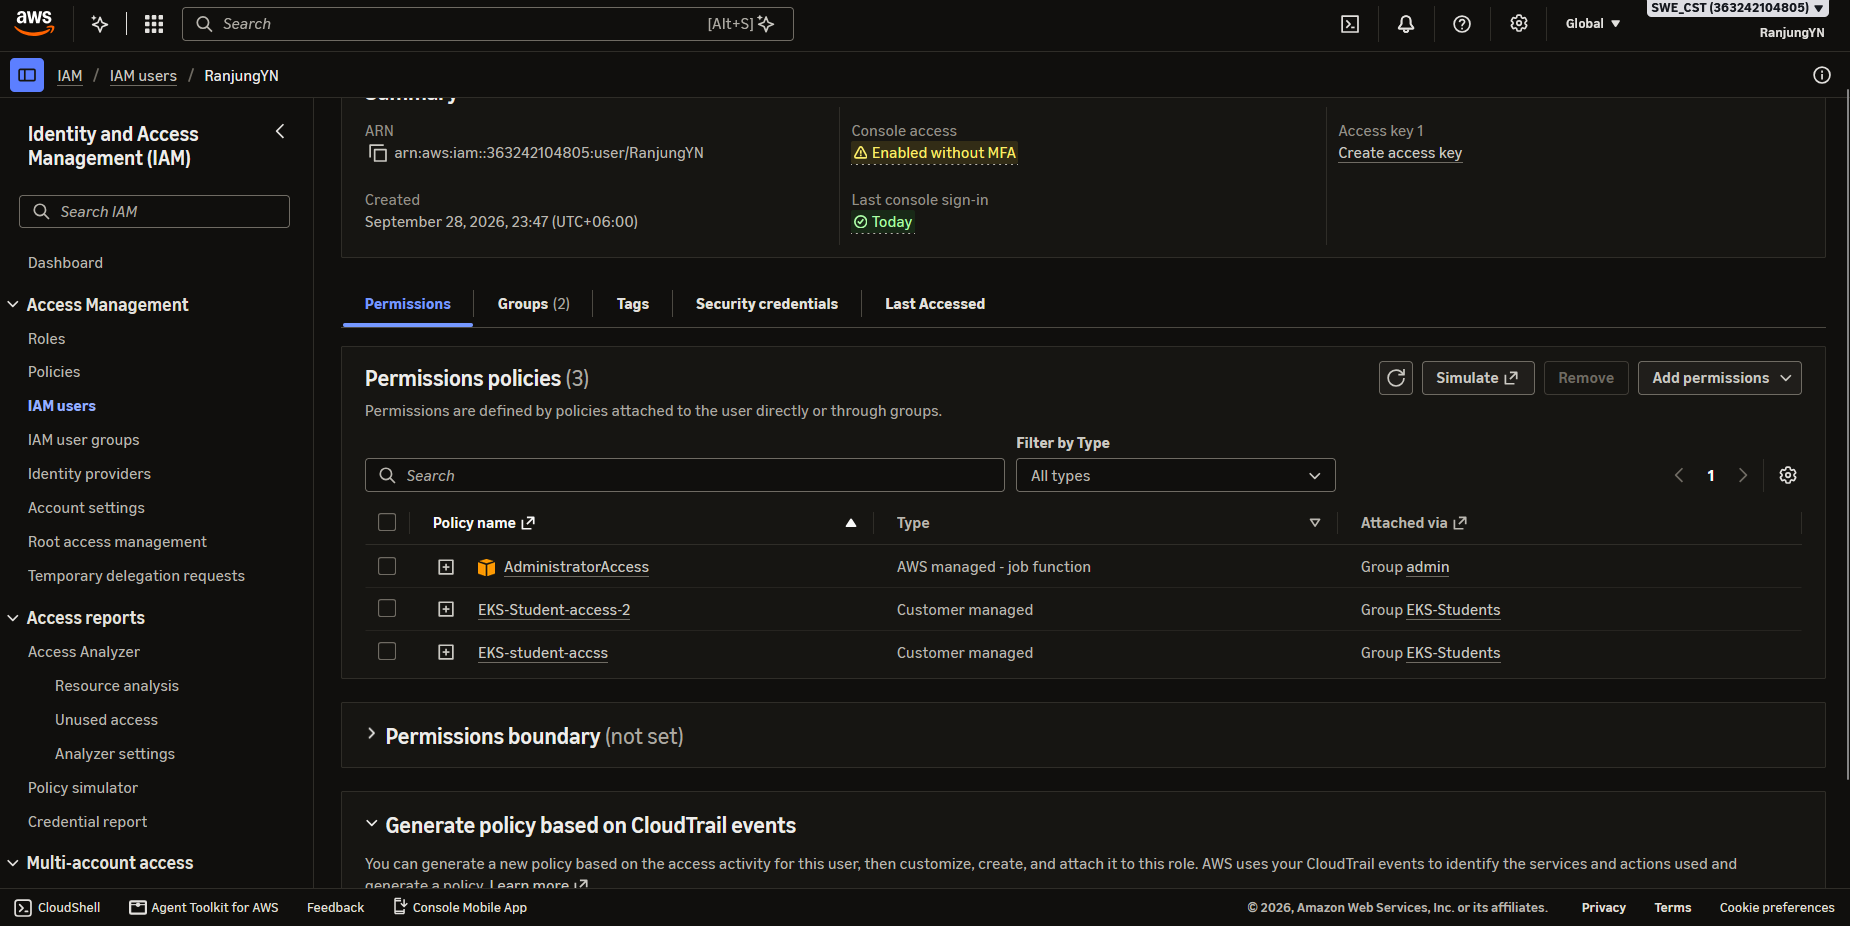 aws
Search
[Alt+S]
Global
SWE_CST (363242104805)
RanjungYN
IAM / IAM users / RanjungYN
Identity and Access
Management (IAM)
Search IAM
Dashboard
Access Management
Roles
Policies
IAM users
IAM user groups
Identity providers
Account settings
Root access management
Temporary delegation requests
Access reports
Access Analyzer
Resource analysis
Unused access
Analyzer settings
Policy simulator
Credential report
Multi-account access
Summary
ARN
arn:aws:iam::363242104805:user/RanjungYN
Created
September 28, 2026, 23:47 (UTC+06:00)
Console access
Enabled without MFA
Last console sign-in
Today
Access key 1
Create access key
Permissions
Groups (2)
Tags
Security credentials
Last Accessed
Permissions policies (3)
Simulate
Remove
Add permissions
Permissions are defined by policies attached to the user directly or through groups.
Filter by Type
Search
All types
1
Policy name Type Attached via
AdministratorAccess AWS managed - job function Group admin
EKS-Student-access-2 Customer managed Group EKS-Students
EKS-student-accss Customer managed Group EKS-Students
Permissions boundary (not set)
Generate policy based on CloudTrail events
You can generate a new policy based on the access activity for this user, then customize, create, and attach it to this role. AWS uses your CloudTrail events to identify the services and actions used and
generate a policy. Learn more
CloudShell
Agent Toolkit for AWS
Feedback
Console Mobile App
© 2026, Amazon Web Services, Inc. or its affiliates.
Privacy
Terms
Cookie preferences